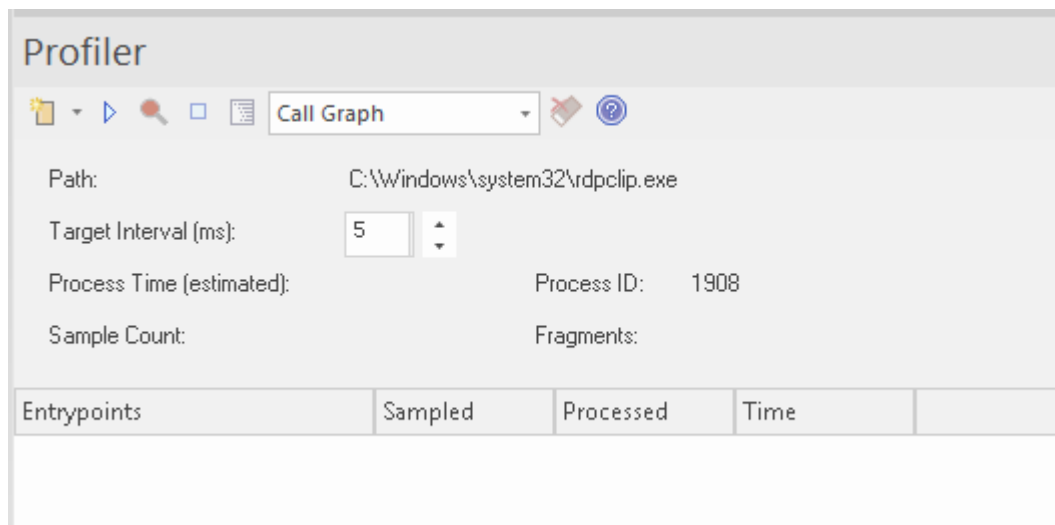 Profiler
Call Graph
Path: C:\Windows\system32\rdpclip.exe
Target Interval (ms): 5
Process Time (estimated): Process ID: 1908
Sample Count: Fragments:
Entrypoints Sampled Processed Time